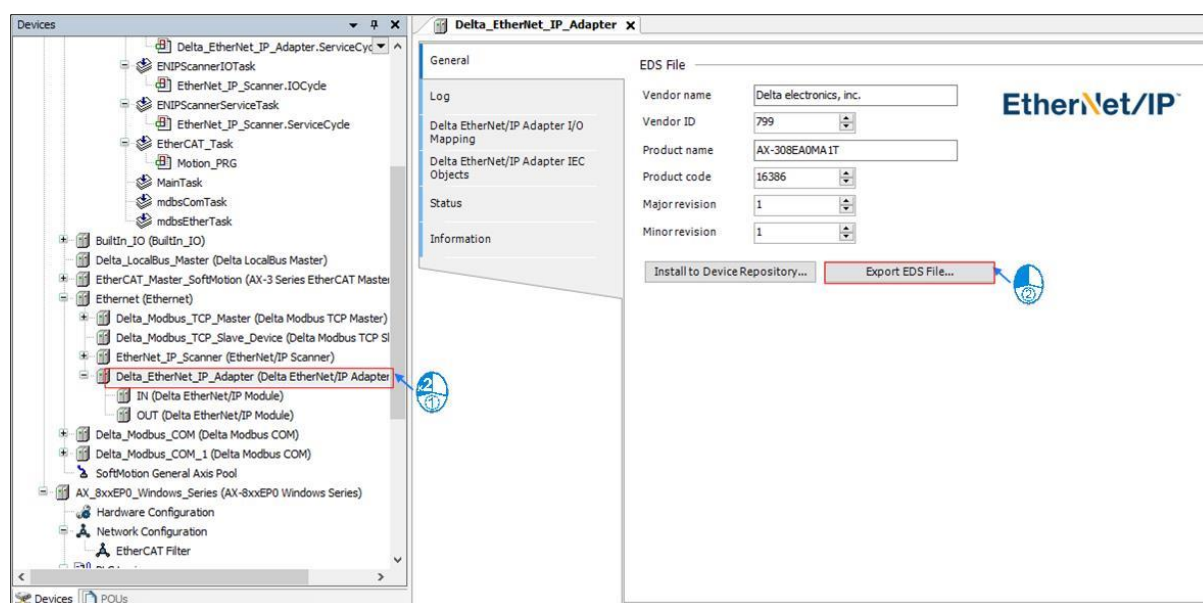 Devices
Delta_EtherNet_IP_Adapter.ServiceCyc
ENIPScannerIOTask
EtherNet_IP_Scanner.IOCycle
ENIPScannerServiceTask
EtherNet_IP_Scanner.ServiceCycle
EtherCAT_Task
Motion_PRG
MainTask
mdbsComTask
mdbsEtherTask
BuiltIn_IO (BuiltIn_IO)
Delta_LocalBus_Master (Delta LocalBus Master)
EtherCAT_Master_SoftMotion (AX-3 Series EtherCAT Master
Ethernet (Ethernet)
Delta_Modbus_TCP_Master (Delta Modbus TCP Master)
Delta_Modbus_TCP_Slave_Device (Delta Modbus TCP Sl
EtherNet_IP_Scanner (EtherNet/IP Scanner)
Delta_EtherNet_IP_Adapter (Delta EtherNet/IP Adapter
IN (Delta EtherNet/IP Module)
OUT (Delta EtherNet/IP Module)
Delta_Modbus_COM (Delta Modbus COM)
Delta_Modbus_COM_1 (Delta Modbus COM)
SoftMotion General Axis Pool
AX_8xxEP0_Windows_Series (AX-8xxEP0 Windows Series)
Hardware Configuration
Network Configuration
EtherCAT Filter
Devices POUs
x2
①
Delta_EtherNet_IP_Adapter X
General
Log
Delta EtherNet/IP Adapter I/O
Mapping
Delta EtherNet/IP Adapter IEC
Objects
Status
Information
EDS File
Vendor name Delta electronics, inc.
EtherNet/IP™
Vendor ID 799
Product name AX-308EA0MA1T
Product code 16386
Major revision 1
Minor revision 1
Install to Device Repository... Export EDS File...
②